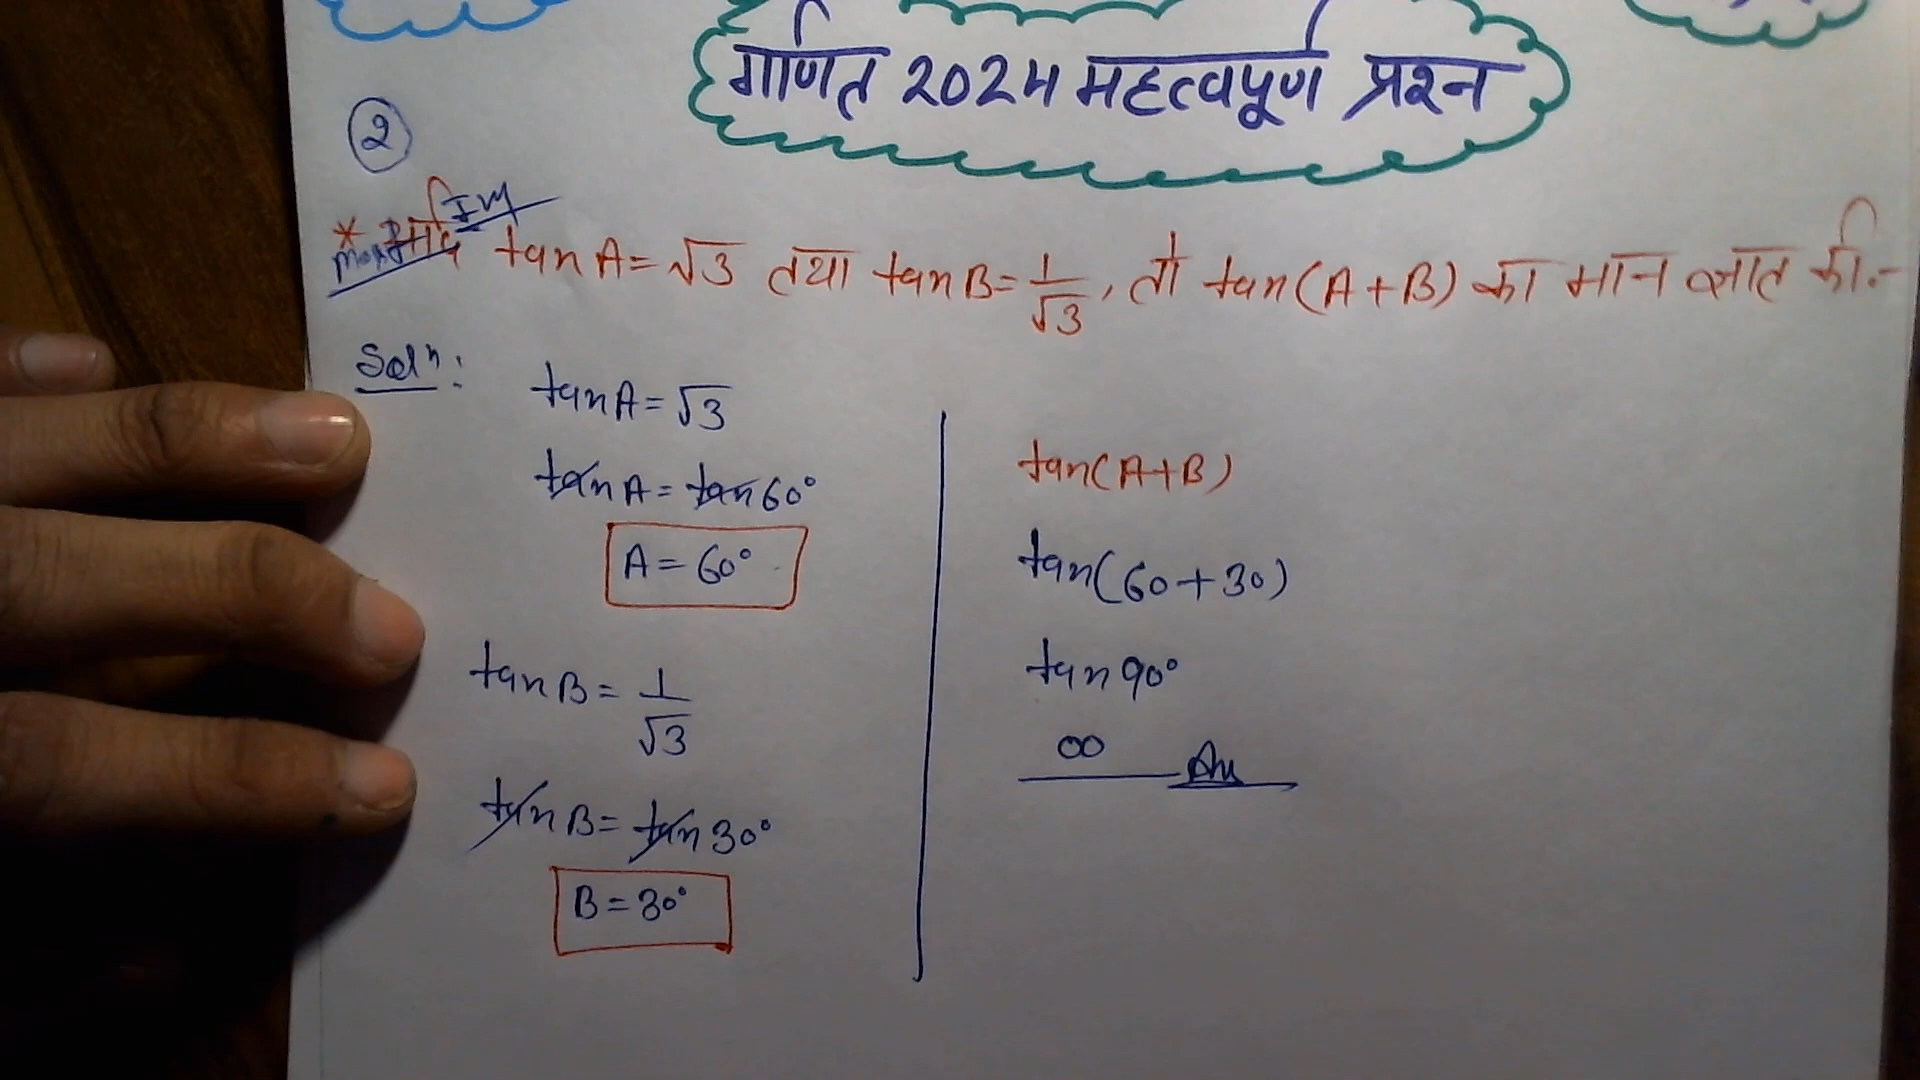 गणित 2024 महत्वपूर्ण प्रश्न
2
* यदि tan A = √3 तथा tan B = 1/√3, तो tan(A+B) का मान ज्ञात की.-
Solⁿ:
tan A = √3
tan A = tan 60°
A = 60°
tan B = 1/√3
tan B = tan 30°
B = 30°
tan(A+B)
tan(60+30)
tan 90°
∞ Ans